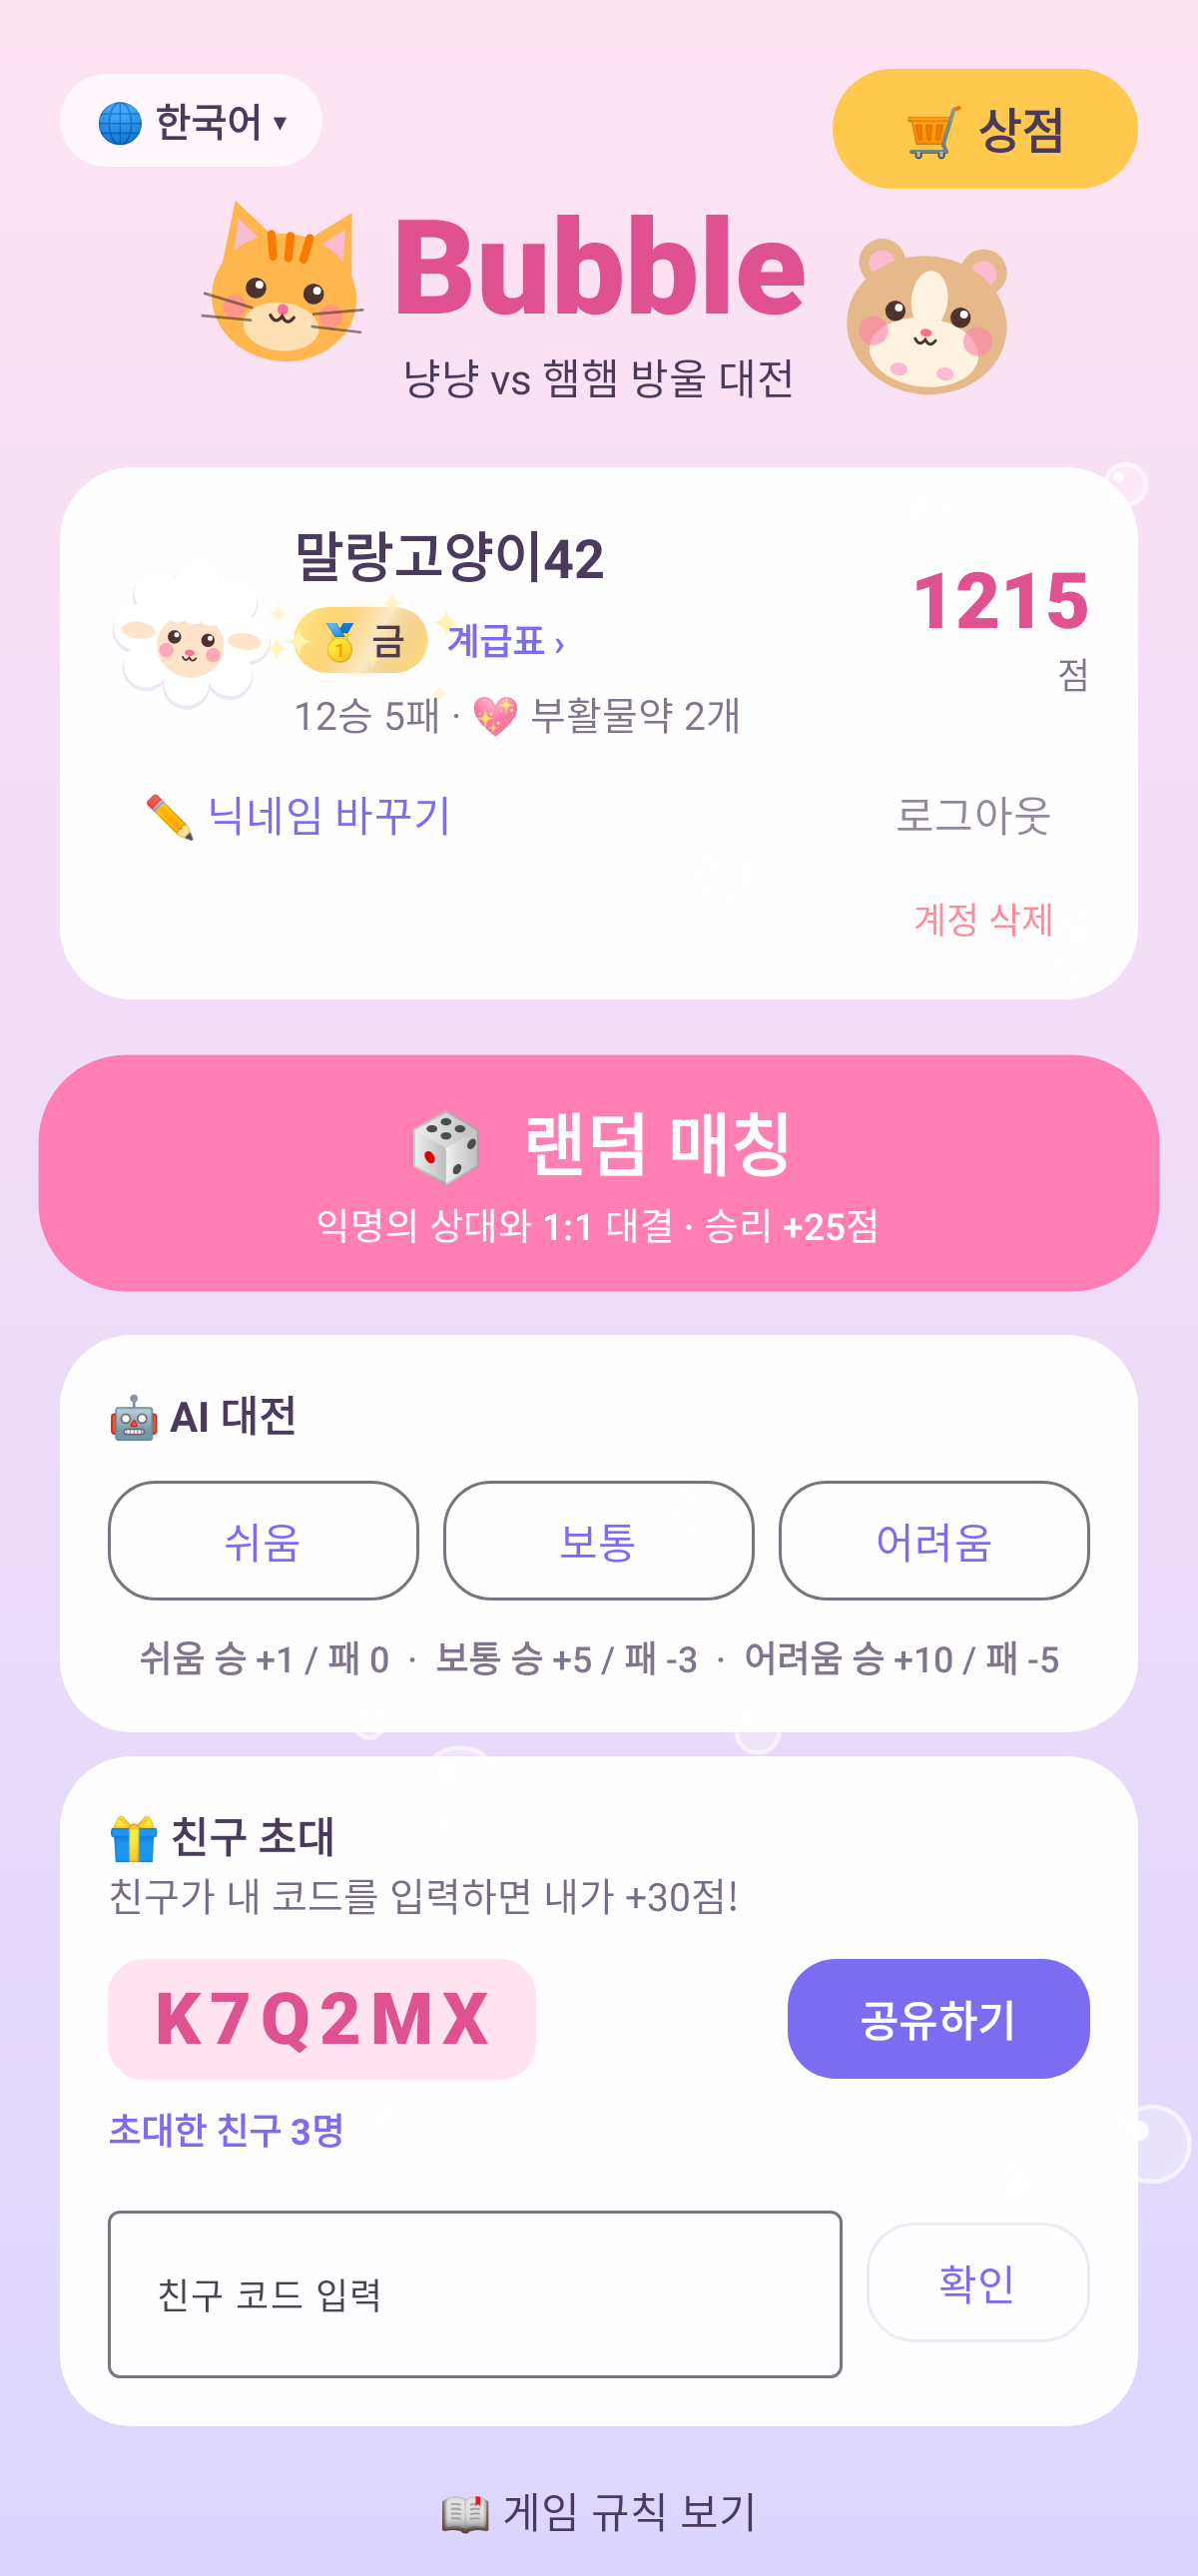 🌐 한국어 ▾
🛒 상점
Bubble
냥냥 vs 햄햄 방울 대전
말랑고양이42
🥇 금 계급표 ›
1215
점
12승 5패 · 💖 부활물약 2개
✏️ 닉네임 바꾸기
로그아웃
계정 삭제
🎲 랜덤 매칭
익명의 상대와 1:1 대결 · 승리 +25점
🤖 AI 대전
쉬움 보통 어려움
쉬움 승 +1 / 패 0 · 보통 승 +5 / 패 -3 · 어려움 승 +10 / 패 -5
🎁 친구 초대
친구가 내 코드를 입력하면 내가 +30점!
K7Q2MX
공유하기
초대한 친구 3명
친구 코드 입력
확인
📖 게임 규칙 보기